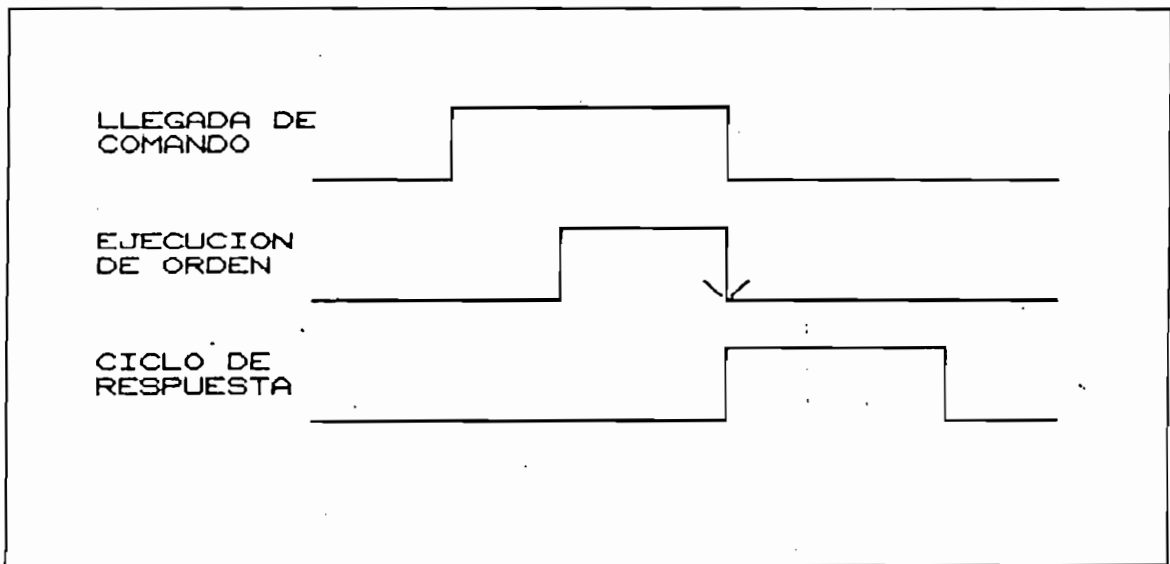 LLEGADA DE
COMANDO
EJECUCION
DE ORDEN
CICLO DE
RESPUESTA